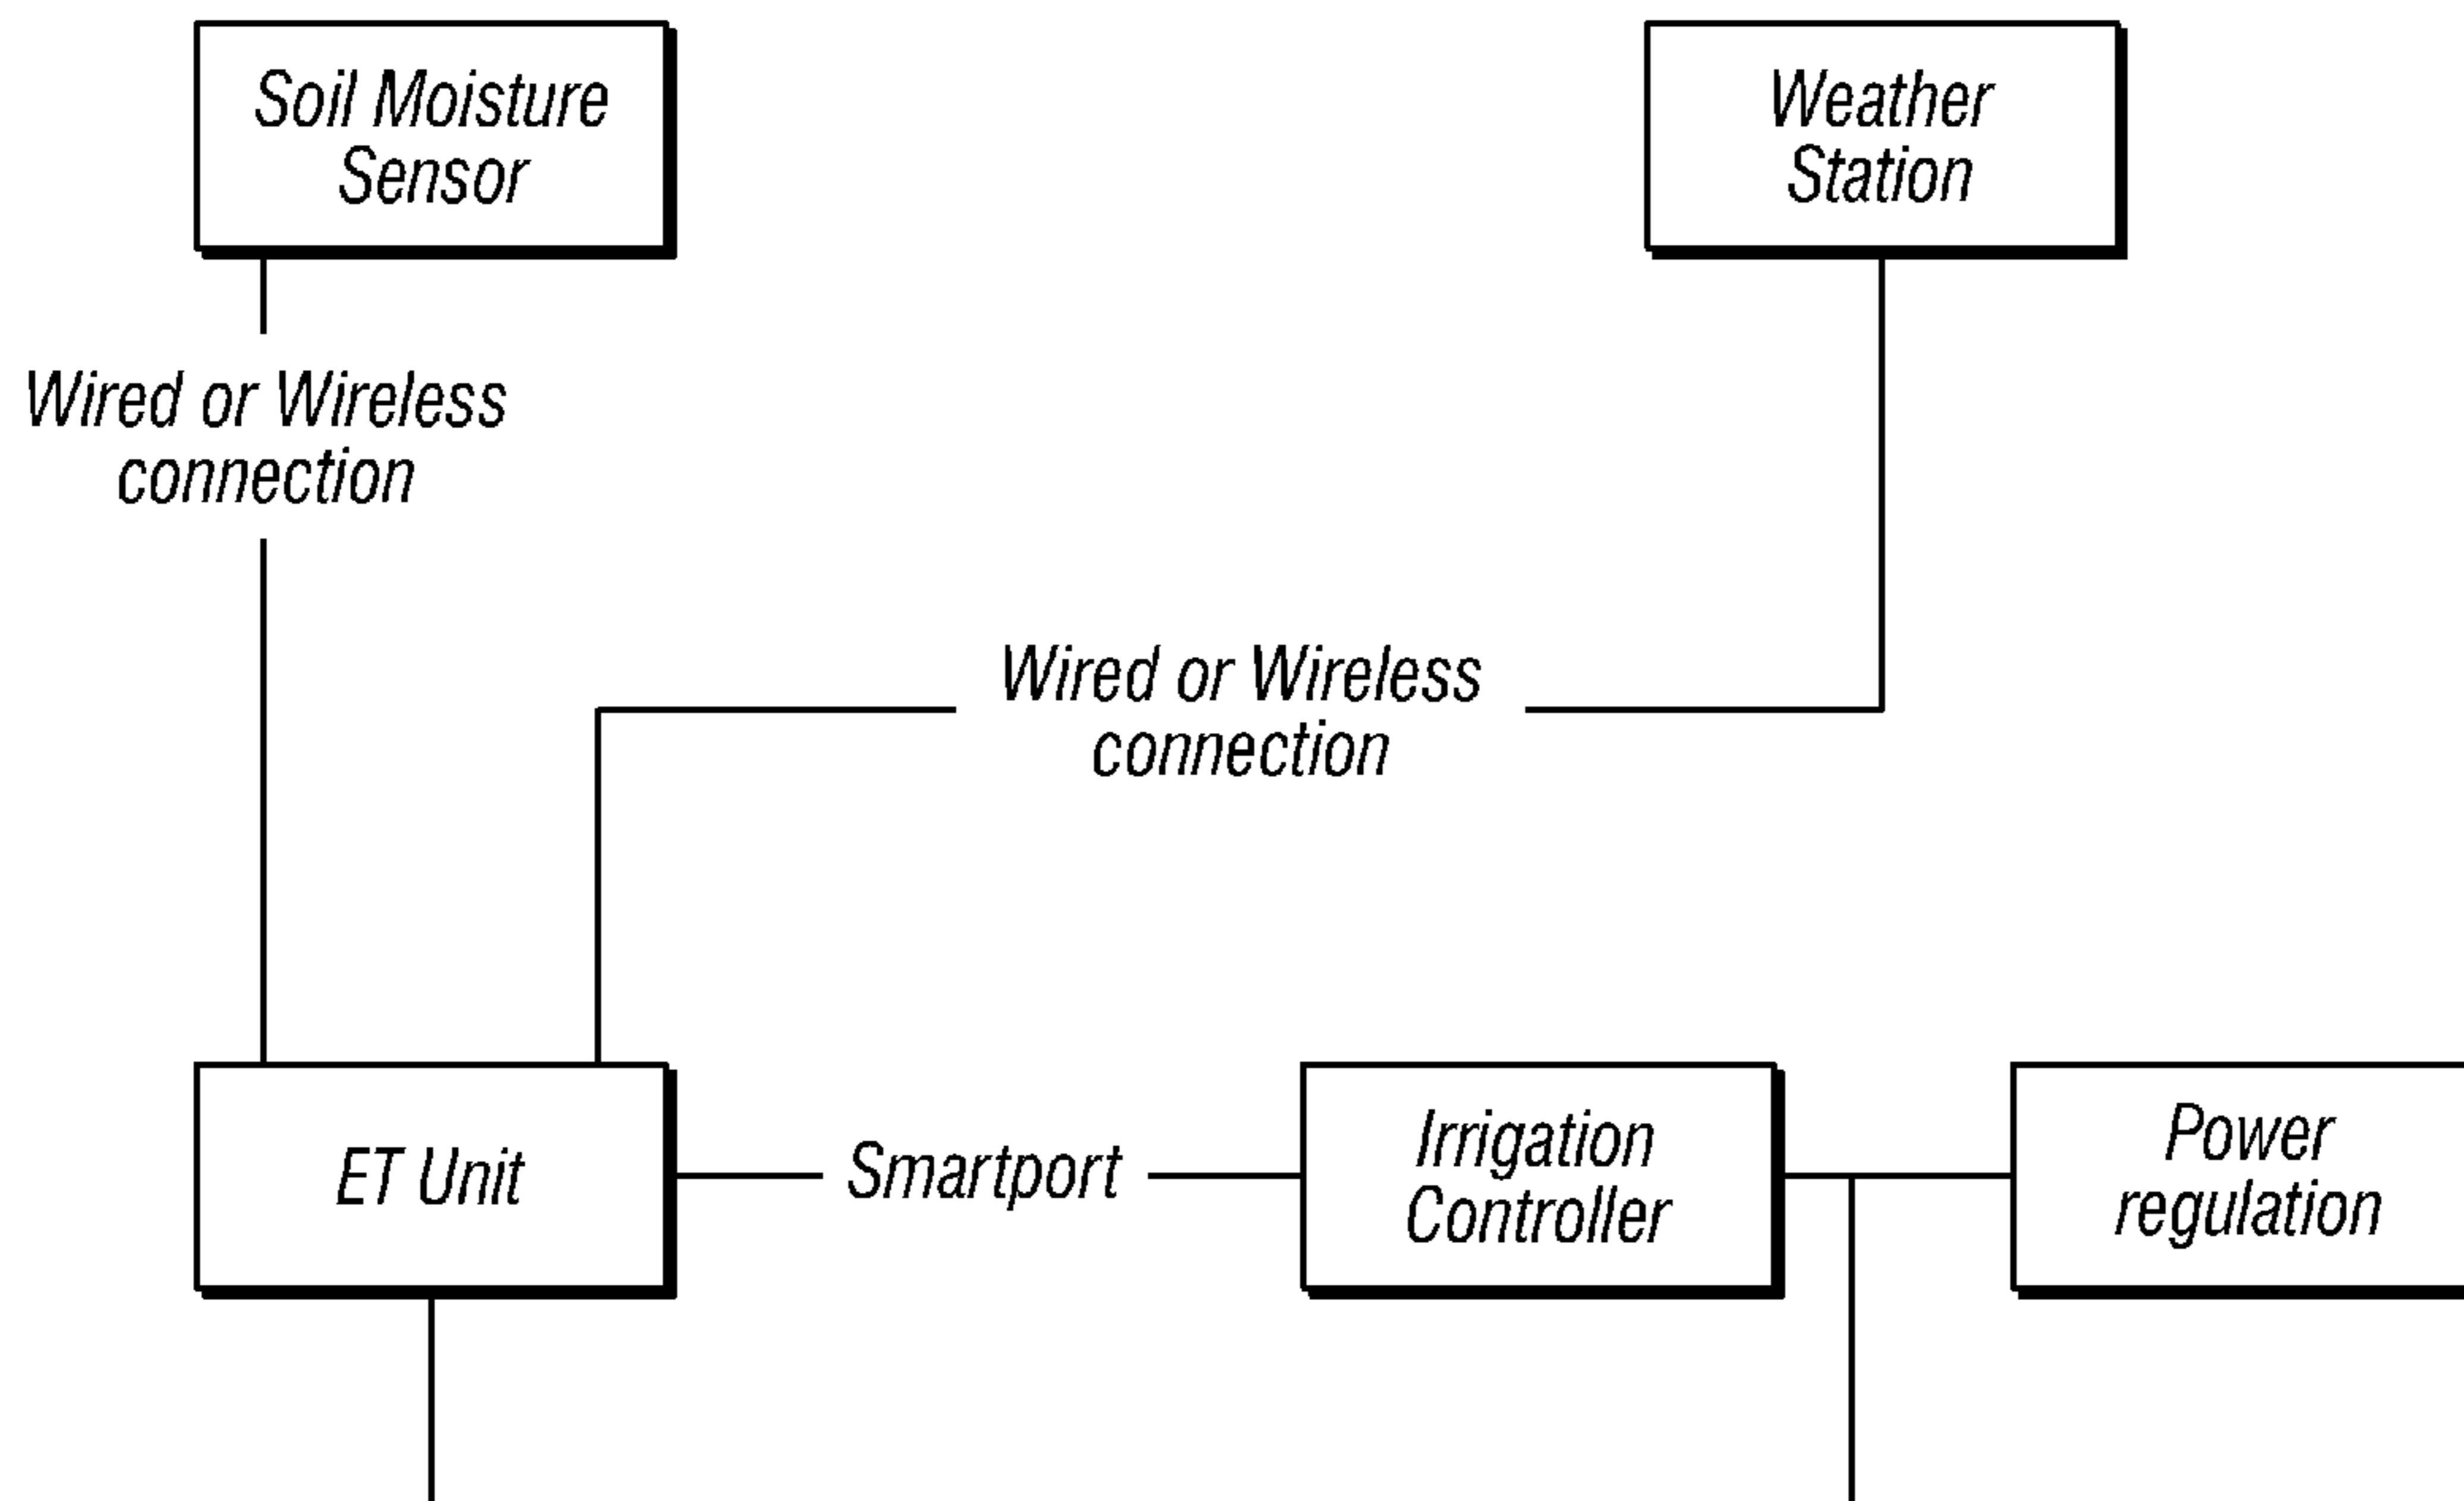 Soil Moisture
Sensor
Weather
Station
Wired or Wireless
connection
Wired or Wireless
connection
ET Unit
Smartport
Irrigation
Controller
Power
regulation